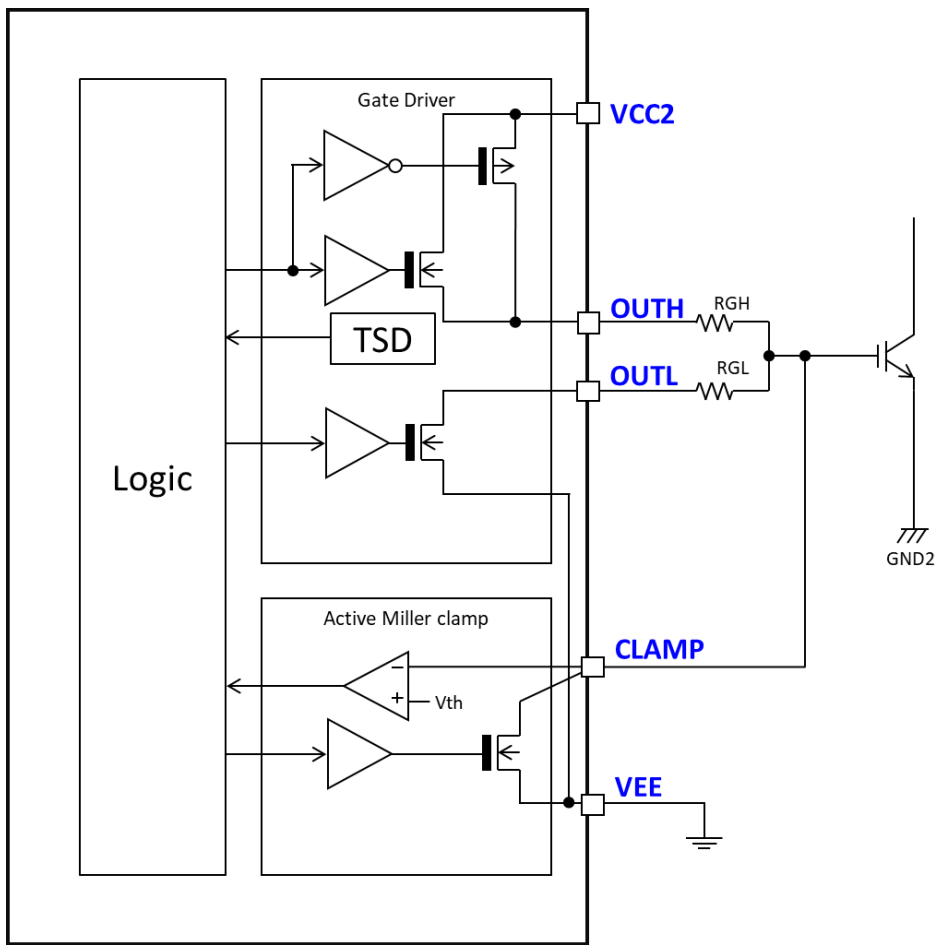 Gate Driver
VCC2
OUTH
RGH
TSD
OUTL
RGL
Logic
GND2
Active Miller clamp
CLAMP
−
+
Vth
VEE